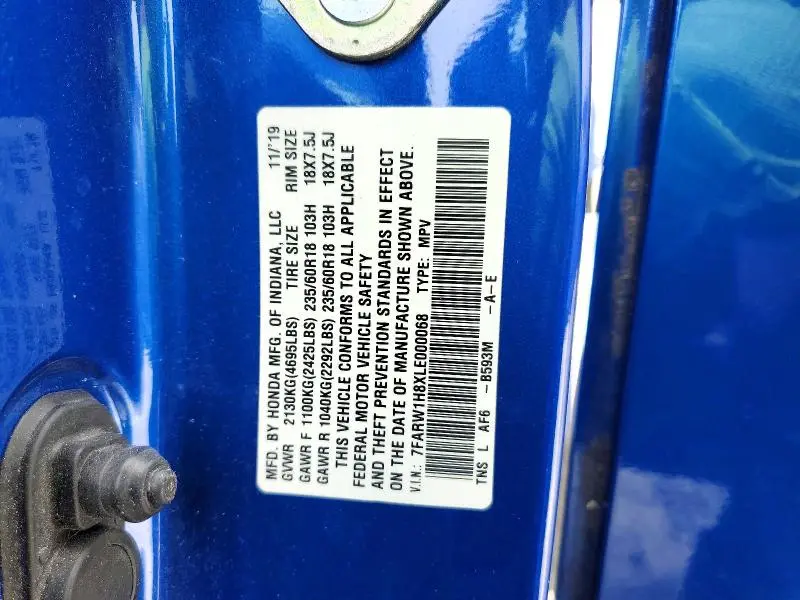 MFD. BY HONDA MFG. OF INDIANA, LLC 11/'19
GVWR 2130KG(4695LBS) TIRE SIZE RIM SIZE
GAWR F 1100KG(2425LBS) 235/60R18 103H 18X7.5J
GAWR R 1040KG(2292LBS) 235/60R18 103H 18X7.5J
THIS VEHICLE CONFORMS TO ALL APPLICABLE
FEDERAL MOTOR VEHICLE SAFETY
AND THEFT PREVENTION STANDARDS IN EFFECT
ON THE DATE OF MANUFACTURE SHOWN ABOVE.
V.I.N.: 7FARW1H8XLE000068 TYPE: MPV
TNS L AF6 -B593M -A-E